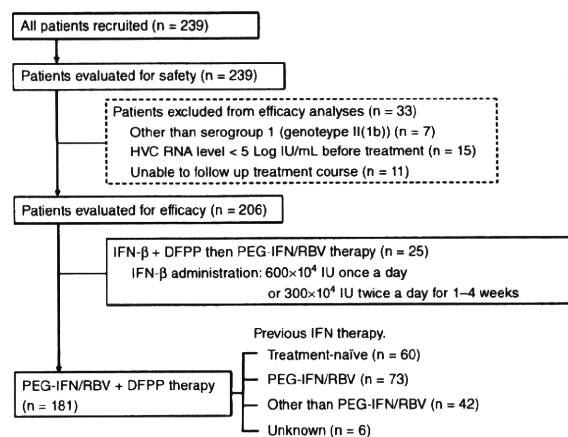 All patients recruited (n = 239)
Patients evaluated for safety (n = 239)
Patients excluded from efficacy analyses (n = 33)
Other than serogroup 1 (genoteype II(1b)) (n = 7)
HVC RNA level < 5 Log IU/mL before treatment (n = 15)
Unable to follow up treatment course (n = 11)
Patients evaluated for efficacy (n = 206)
IFN-β + DFPP then PEG-IFN/RBV therapy (n = 25)
IFN-β administration: 600×10⁴ IU once a day
or 300×10⁴ IU twice a day for 1–4 weeks
Previous IFN therapy.
Treatment-naïve (n = 60)
PEG-IFN/RBV + DFPP therapy
(n = 181)
PEG-IFN/RBV (n = 73)
Other than PEG-IFN/RBV (n = 42)
Unknown (n = 6)